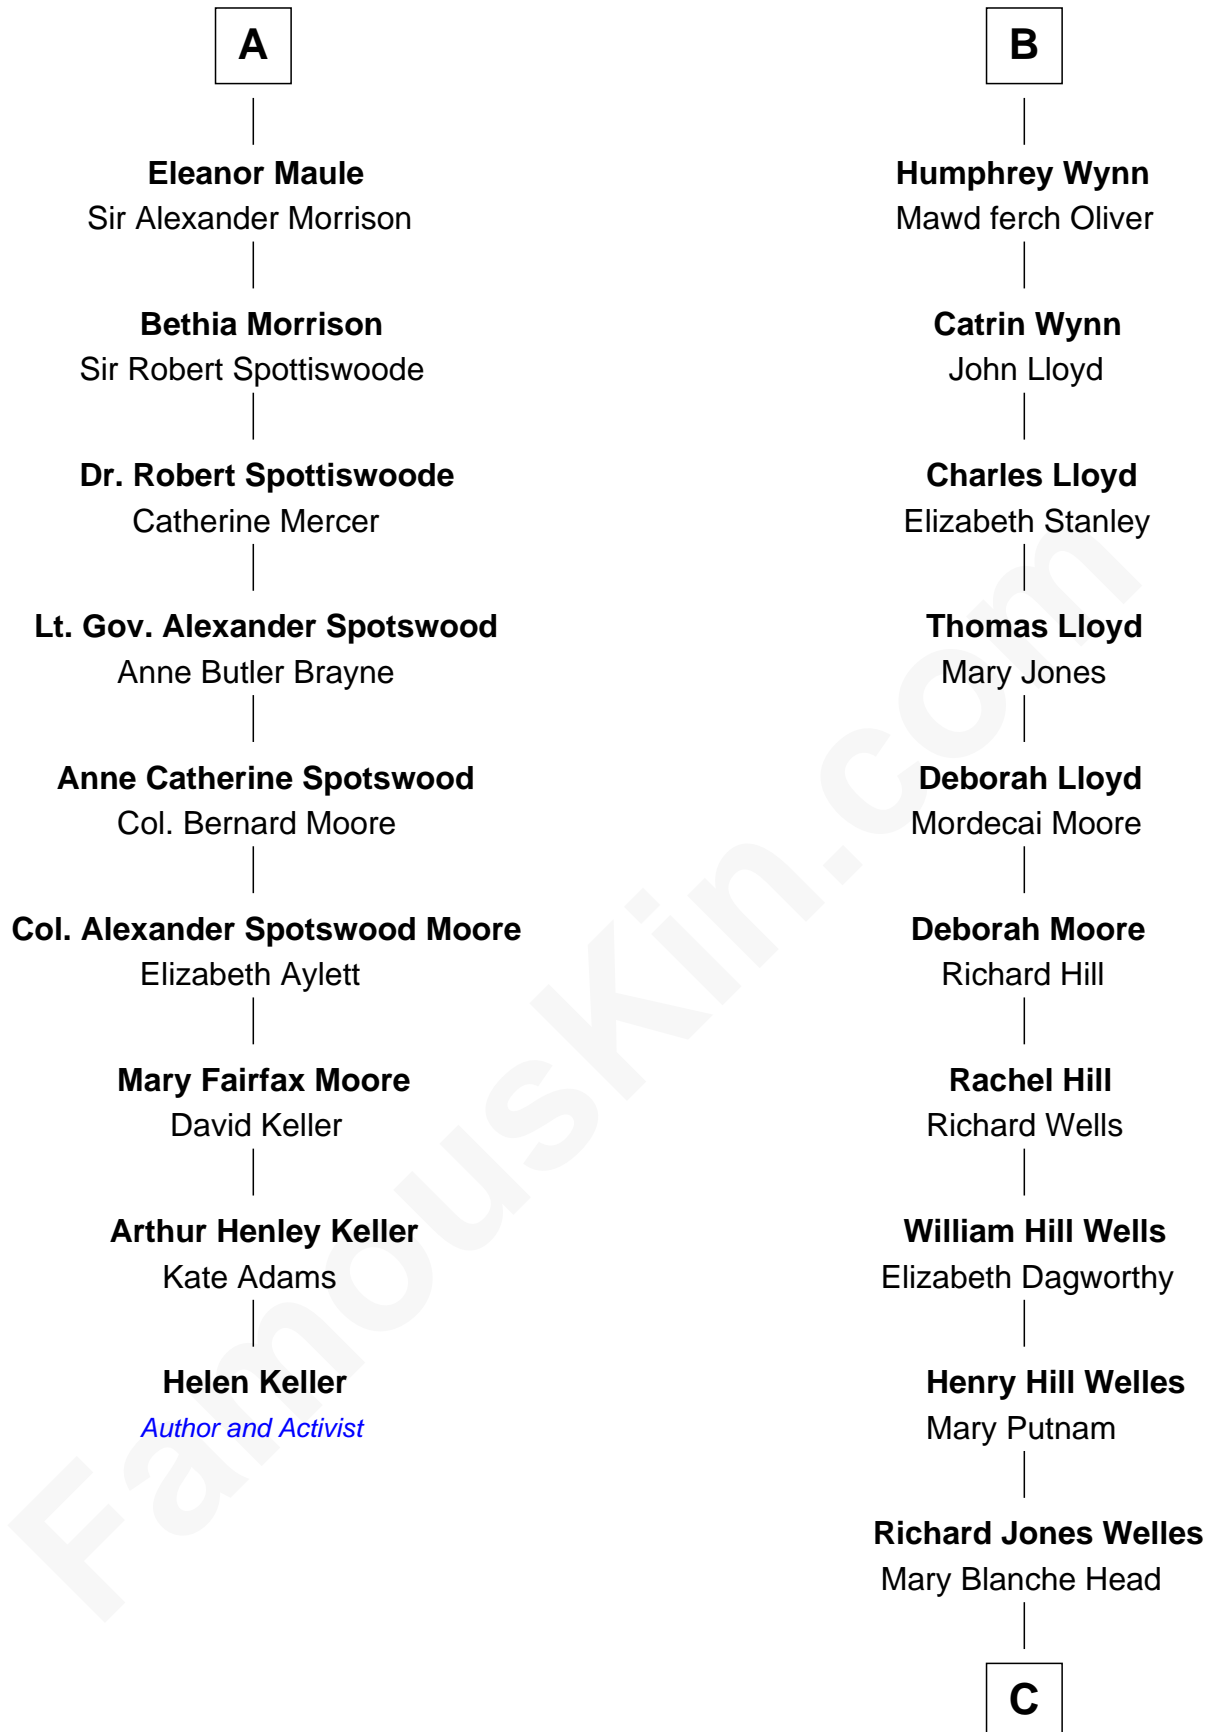 A
Eleanor Maule
Sir Alexander Morrison
Bethia Morrison
Sir Robert Spottiswoode
Dr. Robert Spottiswoode
Catherine Mercer
Lt. Gov. Alexander Spotswood
Anne Butler Brayne
Anne Catherine Spotswood
Col. Bernard Moore
Col. Alexander Spotswood Moore
Elizabeth Aylett
Mary Fairfax Moore
David Keller
Arthur Henley Keller
Kate Adams
Helen Keller
Author and Activist
B
Humphrey Wynn
Mawd ferch Oliver
Catrin Wynn
John Lloyd
Charles Lloyd
Elizabeth Stanley
Thomas Lloyd
Mary Jones
Deborah Lloyd
Mordecai Moore
Deborah Moore
Richard Hill
Rachel Hill
Richard Wells
William Hill Wells
Elizabeth Dagworthy
Henry Hill Welles
Mary Putnam
Richard Jones Welles
Mary Blanche Head
C
FamousKin.com